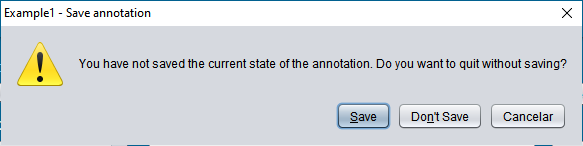 Example1 - Save annotation
You have not saved the current state of the annotation. Do you want to quit without saving?
Save
Don't Save
Cancelar